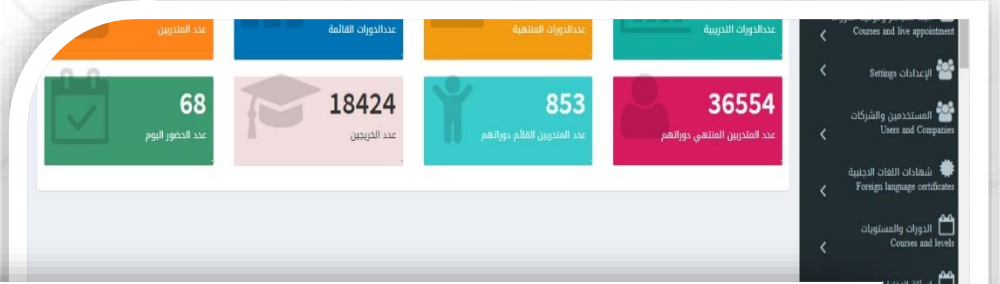 عدد المتدربين
عددالدورات القائمة
عددالدورات المنتهية
عددالدورات التدريبية
68
عدد الحضور اليوم
18424
عدد الخريجين
853
عدد المتدربين القائم دوراتهم
36554
عدد المتدربين المنتهي دوراتهم
Courses and live appointment
الإعدادات Settings
المستخدمين والشركات
Users and Companies
شهادات اللغات الاجنبية
Foreign language certificates
الدورات والمستويات
Courses and levels